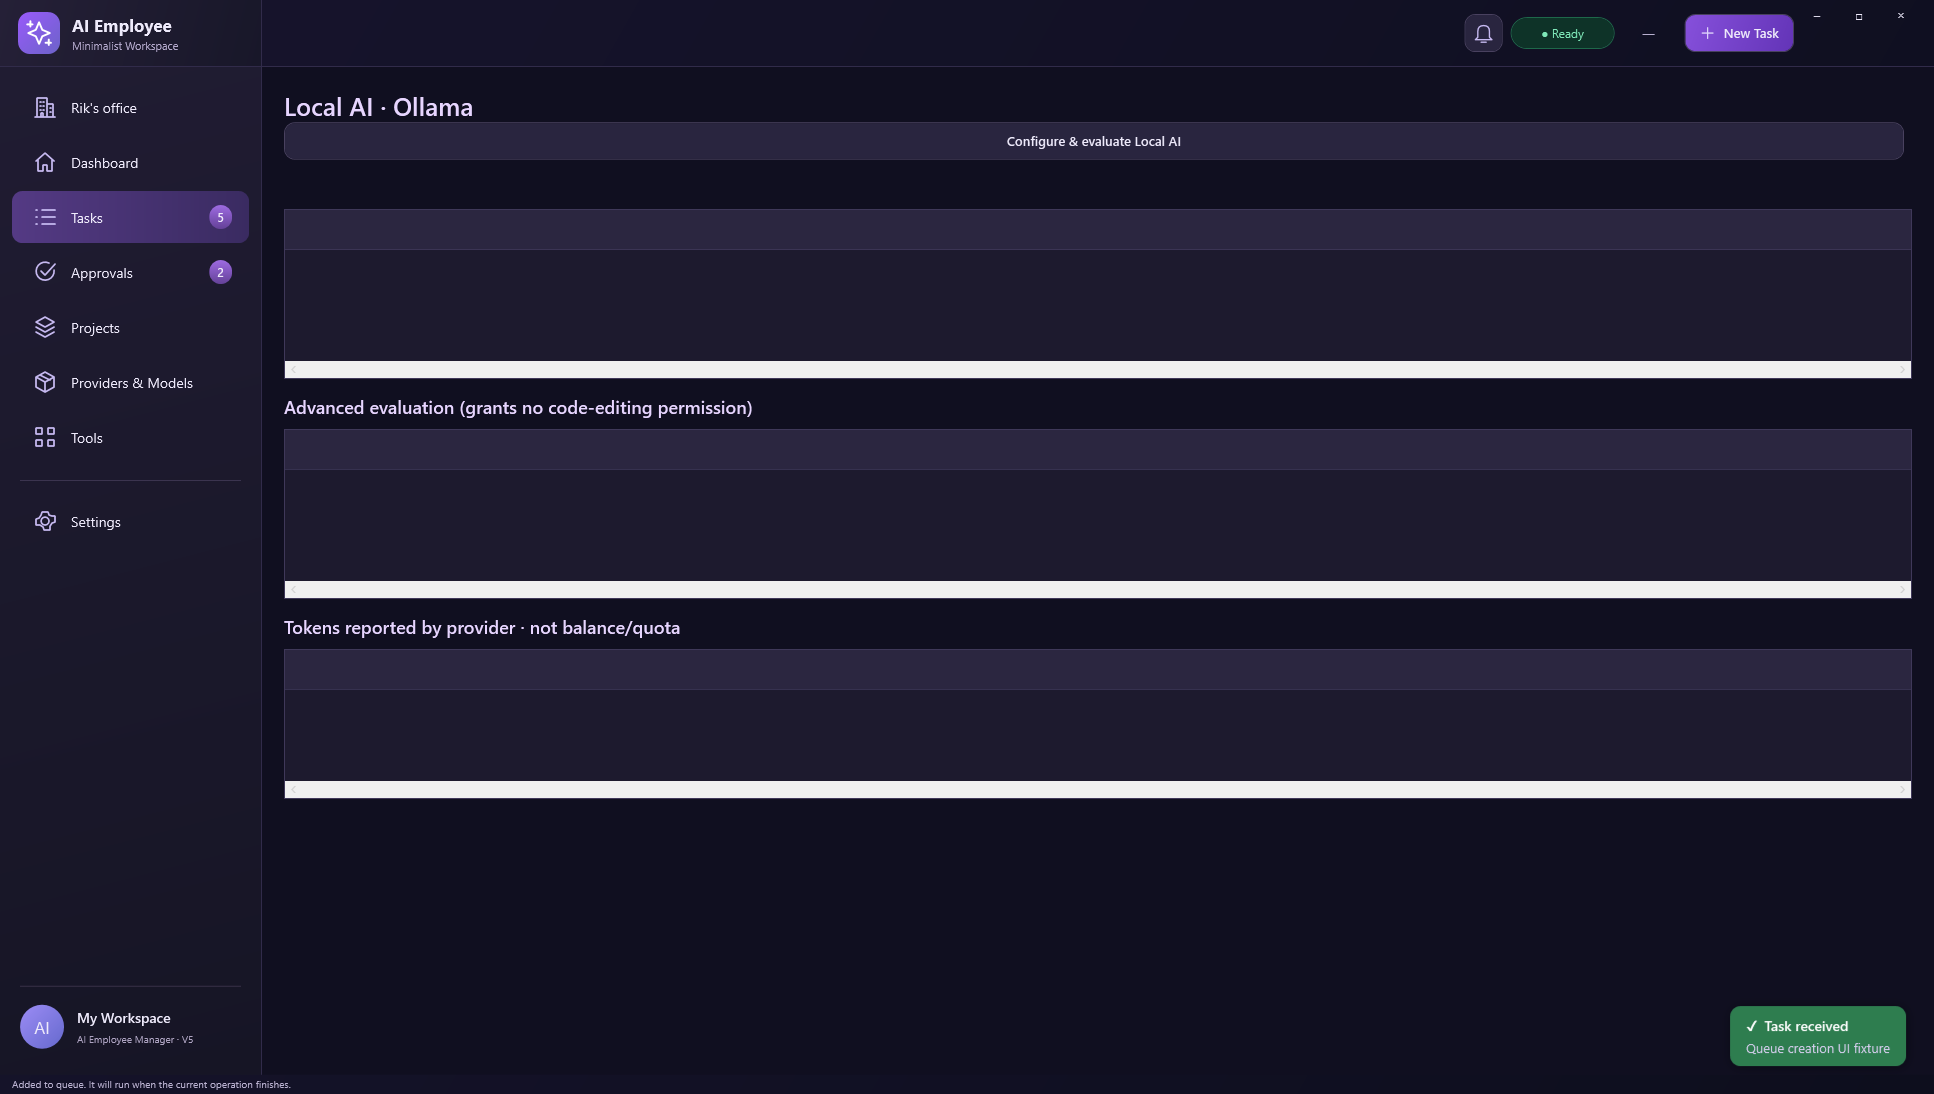 AI Employee
Minimalist Workspace
● Ready
—
New Task
Rik's office
Dashboard
Tasks
5
Approvals
2
Projects
Providers & Models
Tools
Settings
Local AI · Ollama
Configure & evaluate Local AI
Advanced evaluation (grants no code-editing permission)
Tokens reported by provider · not balance/quota
AI
My Workspace
AI Employee Manager · V5
✓ Task received
Queue creation UI fixture
Added to queue. It will run when the current operation finishes.